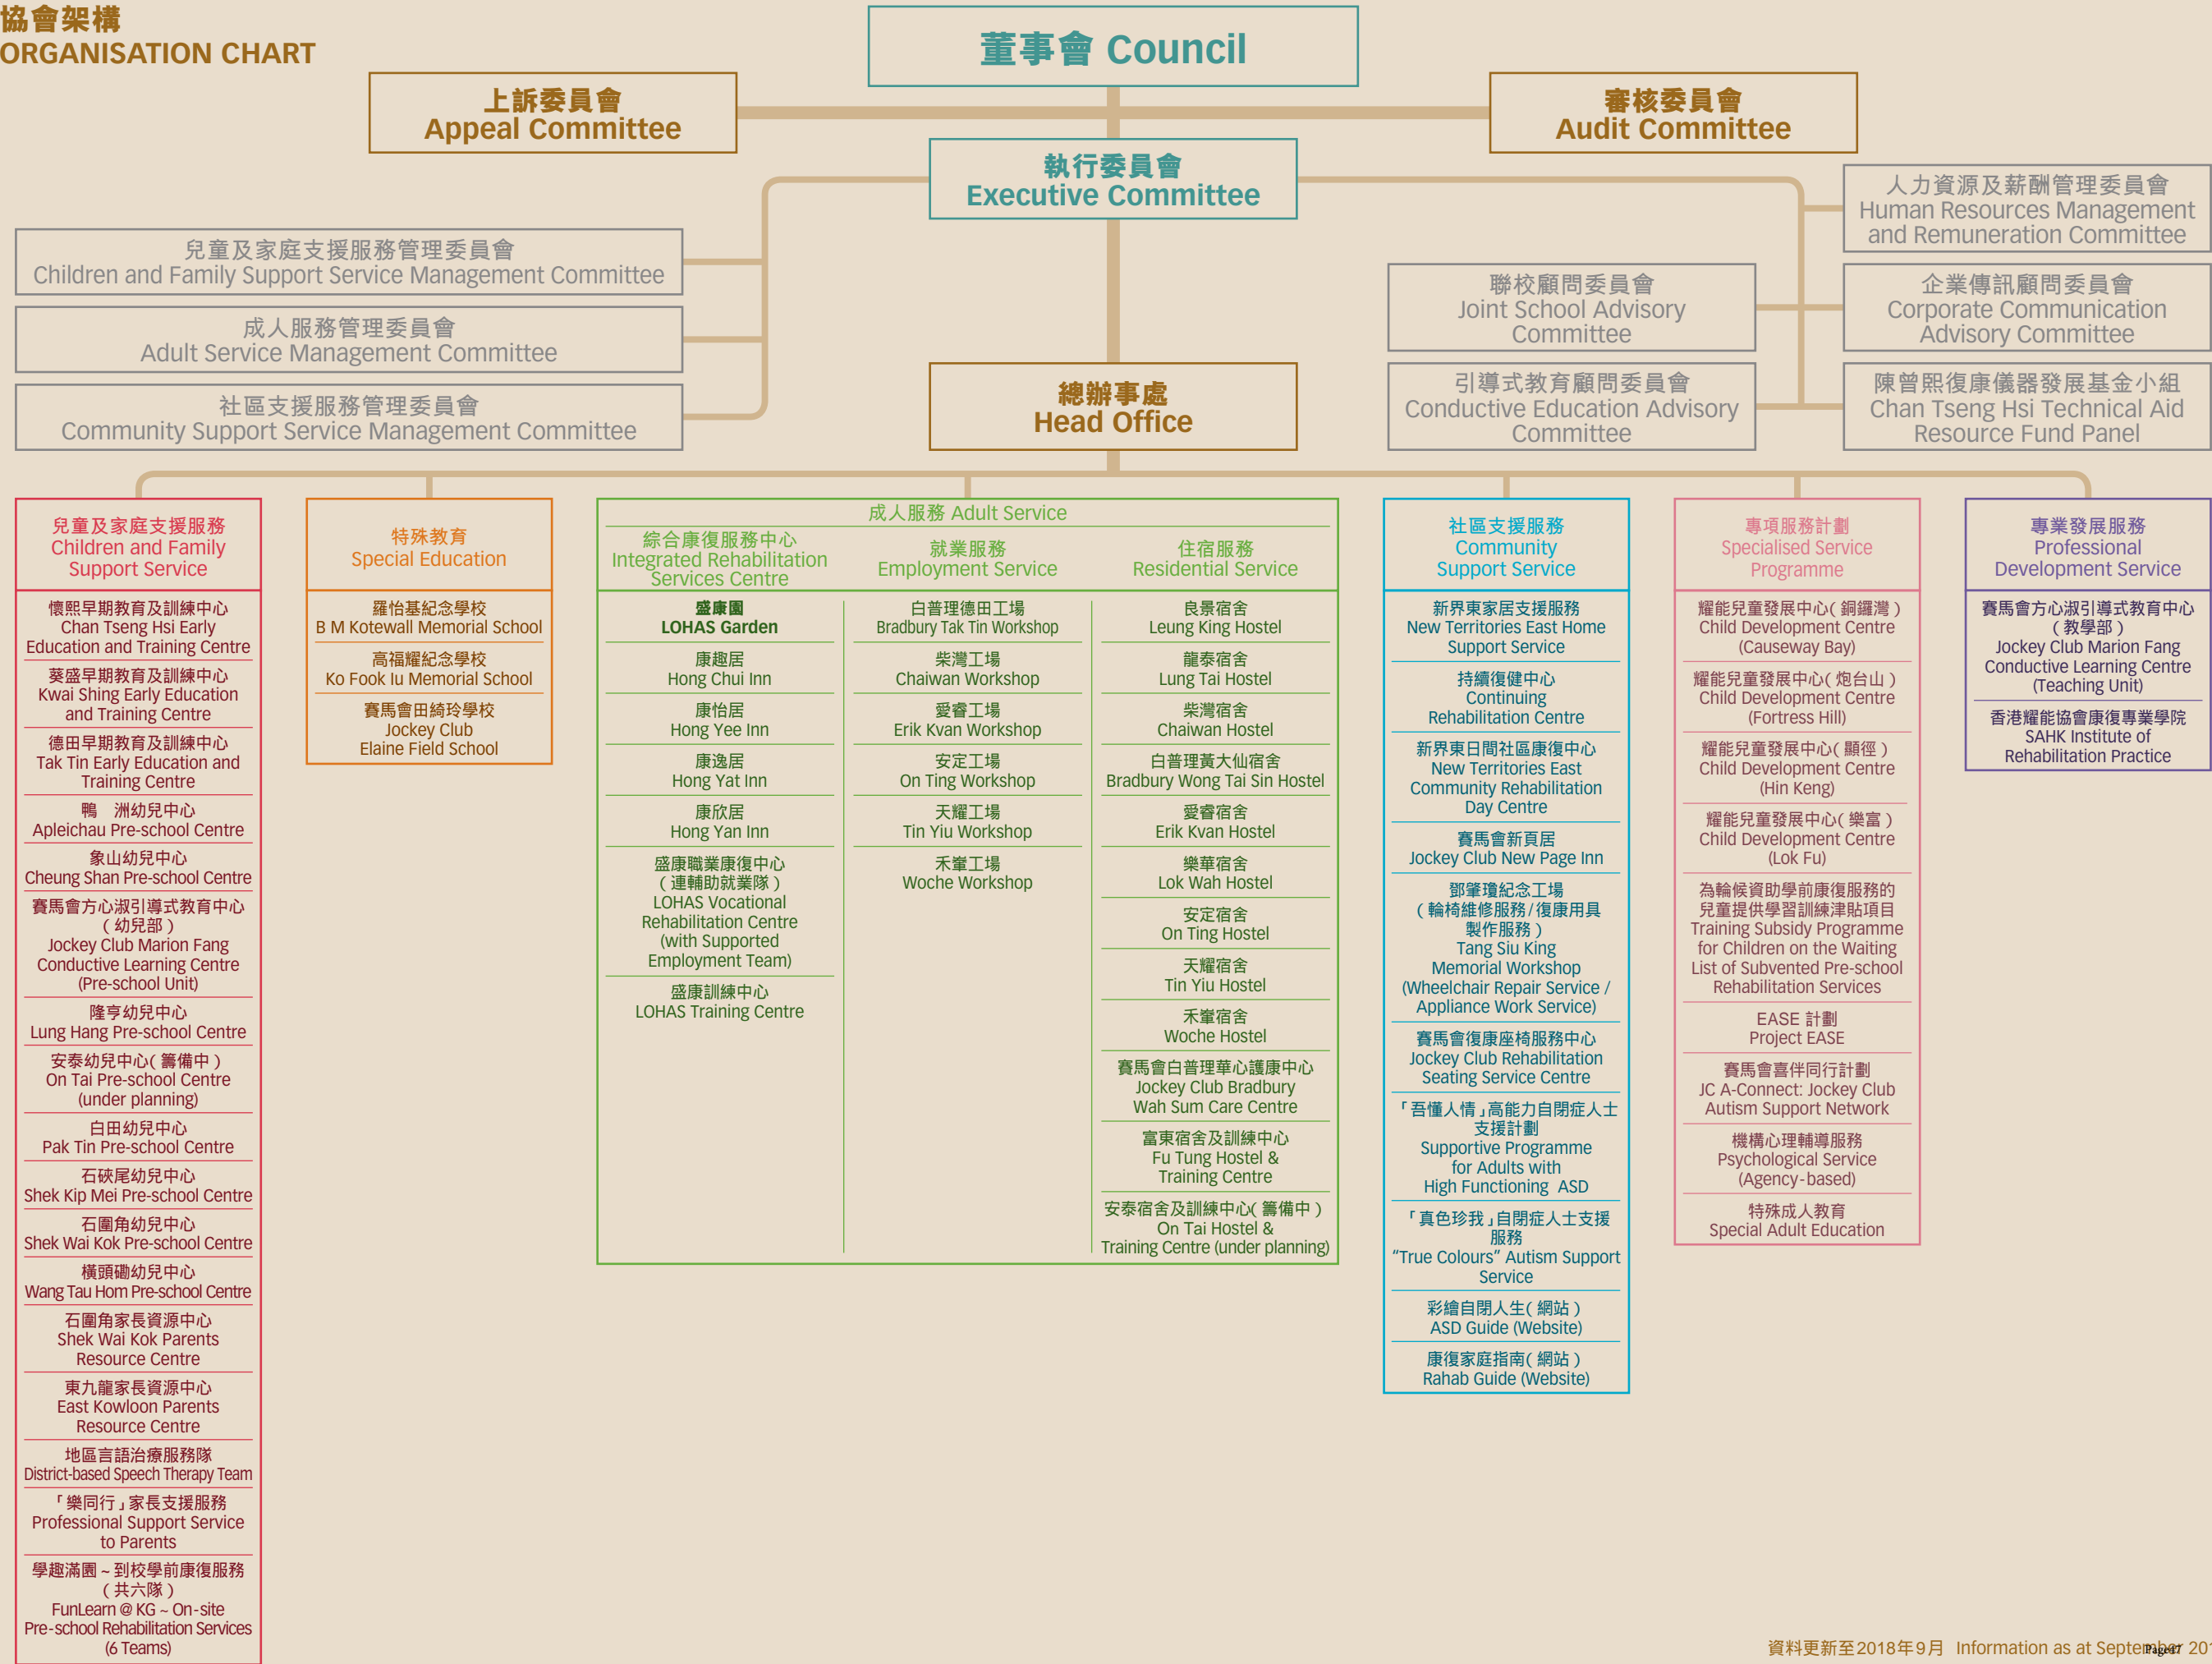 協會架構
ORGANISATION CHART
董事會 Council
上訴委員會
Appeal Committee
審核委員會
Audit Committee
執行委員會
Executive Committee
兒童及家庭支援服務管理委員會
Children and Family Support Service Management Committee
成人服務管理委員會
Adult Service Management Committee
社區支援服務管理委員會
Community Support Service Management Committee
人力資源及薪酬管理委員會
Human Resources Management
and Remuneration Committee
聯校顧問委員會
Joint School Advisory
Committee
企業傳訊顧問委員會
Corporate Communication
Advisory Committee
引導式教育顧問委員會
Conductive Education Advisory
Committee
陳曾熙復康儀器發展基金小組
Chan Tseng Hsi Technical Aid
Resource Fund Panel
總辦事處
Head Office
兒童及家庭支援服務
Children and Family
Support Service
懷熙早期教育及訓練中心
Chan Tseng Hsi Early
Education and Training Centre
葵盛早期教育及訓練中心
Kwai Shing Early Education
and Training Centre
德田早期教育及訓練中心
Tak Tin Early Education and
Training Centre
鴨 洲幼兒中心
Apleichau Pre-school Centre
象山幼兒中心
Cheung Shan Pre-school Centre
賽馬會方心淑引導式教育中心
(幼兒部)
Jockey Club Marion Fang
Conductive Learning Centre
(Pre-school Unit)
隆亨幼兒中心
Lung Hang Pre-school Centre
安泰幼兒中心(籌備中)
On Tai Pre-school Centre
(under planning)
白田幼兒中心
Pak Tin Pre-school Centre
石硤尾幼兒中心
Shek Kip Mei Pre-school Centre
石圍角幼兒中心
Shek Wai Kok Pre-school Centre
橫頭磡幼兒中心
Wang Tau Hom Pre-school Centre
石圍角家長資源中心
Shek Wai Kok Parents
Resource Centre
東九龍家長資源中心
East Kowloon Parents
Resource Centre
地區言語治療服務隊
District-based Speech Therapy Team
「樂同行」家長支援服務
Professional Support Service
to Parents
學趣滿園～到校學前康復服務
(共六隊)
FunLearn @ KG ~ On-site
Pre-school Rehabilitation Services
(6 Teams)
特殊教育
Special Education
羅怡基紀念學校
B M Kotewall Memorial School
高福耀紀念學校
Ko Fook Iu Memorial School
賽馬會田綺玲學校
Jockey Club
Elaine Field School
成人服務 Adult Service
綜合康復服務中心
Integrated Rehabilitation
Services Centre
盛康園
LOHAS Garden
康趣居
Hong Chui Inn
康怡居
Hong Yee Inn
康逸居
Hong Yat Inn
康欣居
Hong Yan Inn
盛康職業康復中心
(連輔助就業隊)
LOHAS Vocational
Rehabilitation Centre
(with Supported
Employment Team)
盛康訓練中心
LOHAS Training Centre
就業服務
Employment Service
白普理德田工場
Bradbury Tak Tin Workshop
柴灣工場
Chaiwan Workshop
愛睿工場
Erik Kvan Workshop
安定工場
On Ting Workshop
天耀工場
Tin Yiu Workshop
禾輋工場
Woche Workshop
住宿服務
Residential Service
良景宿舍
Leung King Hostel
龍泰宿舍
Lung Tai Hostel
柴灣宿舍
Chaiwan Hostel
白普理黃大仙宿舍
Bradbury Wong Tai Sin Hostel
愛睿宿舍
Erik Kvan Hostel
樂華宿舍
Lok Wah Hostel
安定宿舍
On Ting Hostel
天耀宿舍
Tin Yiu Hostel
禾輋宿舍
Woche Hostel
賽馬會白普理華心護康中心
Jockey Club Bradbury
Wah Sum Care Centre
富東宿舍及訓練中心
Fu Tung Hostel &
Training Centre
安泰宿舍及訓練中心(籌備中)
On Tai Hostel &
Training Centre (under planning)
社區支援服務
Community
Support Service
新界東家居支援服務
New Territories East Home
Support Service
持續復健中心
Continuing
Rehabilitation Centre
新界東日間社區康復中心
New Territories East
Community Rehabilitation
Day Centre
賽馬會新頁居
Jockey Club New Page Inn
鄧肇瓊紀念工場
(輪椅維修服務/復康用具
製作服務)
Tang Siu King
Memorial Workshop
(Wheelchair Repair Service /
Appliance Work Service)
賽馬會復康座椅服務中心
Jockey Club Rehabilitation
Seating Service Centre
「吾懂人情」高能力自閉症人士
支援計劃
Supportive Programme
for Adults with
High Functioning ASD
「真色珍我」自閉症人士支援
服務
“True Colours” Autism Support
Service
彩繪自閉人生(網站)
ASD Guide (Website)
康復家庭指南(網站)
Rahab Guide (Website)
專項服務計劃
Specialised Service
Programme
耀能兒童發展中心(銅鑼灣)
Child Development Centre
(Causeway Bay)
耀能兒童發展中心(炮台山)
Child Development Centre
(Fortress Hill)
耀能兒童發展中心(顯徑)
Child Development Centre
(Hin Keng)
耀能兒童發展中心(樂富)
Child Development Centre
(Lok Fu)
為輪候資助學前康復服務的
兒童提供學習訓練津貼項目
Training Subsidy Programme
for Children on the Waiting
List of Subvented Pre-school
Rehabilitation Services
EASE 計劃
Project EASE
賽馬會喜伴同行計劃
JC A-Connect: Jockey Club
Autism Support Network
機構心理輔導服務
Psychological Service
(Agency-based)
特殊成人教育
Special Adult Education
專業發展服務
Professional
Development Service
賽馬會方心淑引導式教育中心
(教學部)
Jockey Club Marion Fang
Conductive Learning Centre
(Teaching Unit)
香港耀能協會康復專業學院
SAHK Institute of
Rehabilitation Practice
資料更新至2018年9月 Information as at September 201